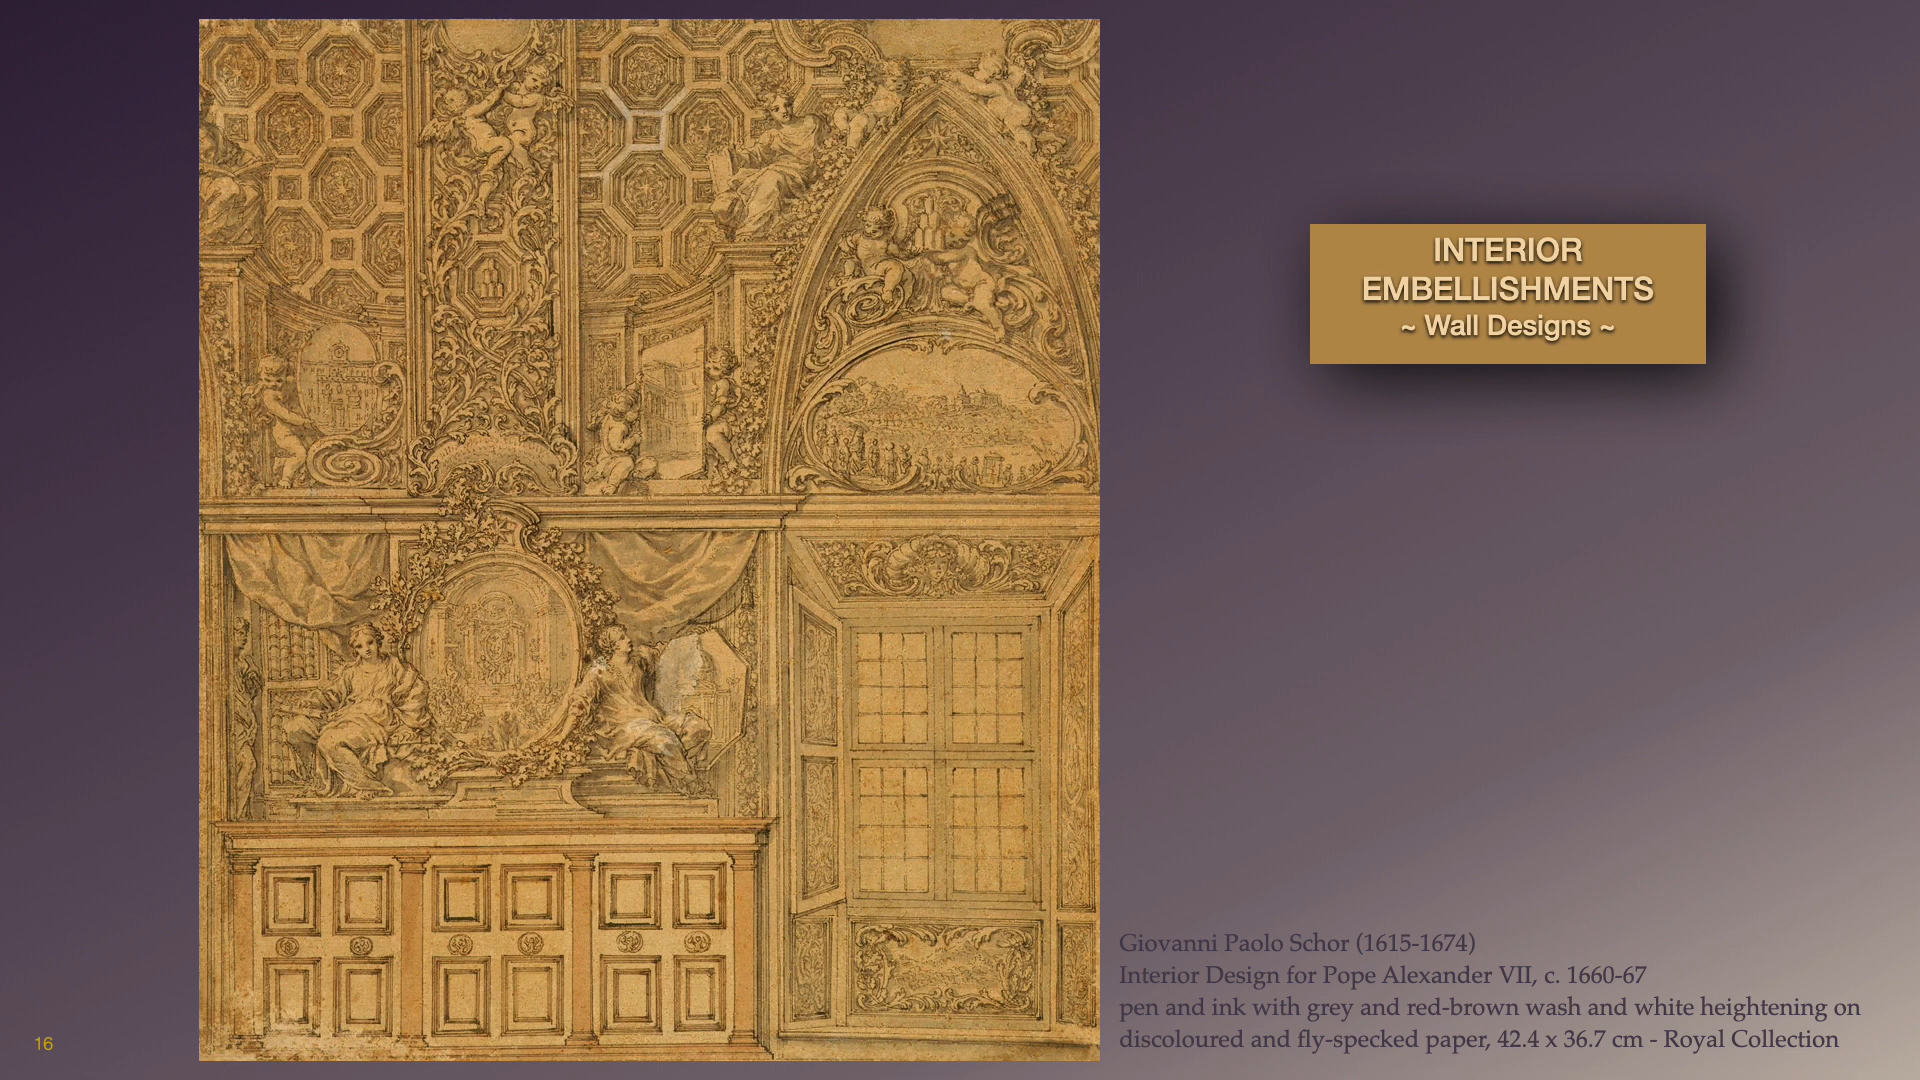 INTERIOR
EMBELLISHMENTS
~ Wall Designs ~
Giovanni Paolo Schor (1615-1674)
Interior Design for Pope Alexander VII, c. 1660-67
pen and ink with grey and red-brown wash and white heightening on
discoloured and fly-specked paper, 42.4 x 36.7 cm - Royal Collection
16